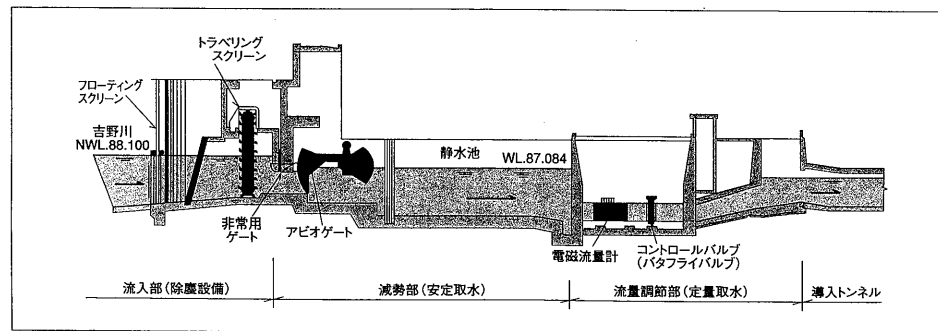 トラベリング
スクリーン
フローティング
スクリーン
吉野川
NWL.88.100
静水池
WL.87.084
非常用
ゲート
アビオゲート
電磁流量計
コントロールバルブ
(バタフライバルブ)
流入部(除塵設備)
減勢部(安定取水)
流量調節部(定量取水)
導入トンネル